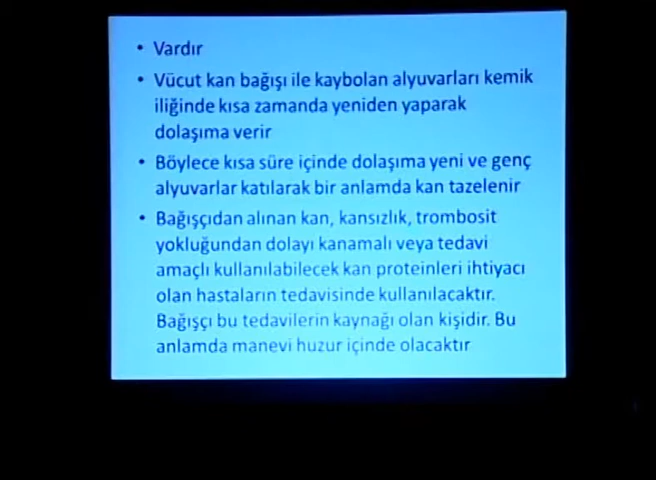 • Vardır
• Vücut kan bağışı ile kaybolan alyuvarları kemik
iliğinde kısa zamanda yeniden yaparak
dolaşıma verir
• Böylece kısa süre içinde dolaşıma yeni ve genç
alyuvarlar katılarak bir anlamda kan tazelenir
• Bağışçıdan alınan kan, kansızlık, trombosit
yokluğundan dolayı kanamalı veya tedavi
amaçlı kullanılabilecek kan proteinleri ihtiyacı
olan hastaların tedavisinde kullanılacaktır.
Bağışçı bu tedavilerin kaynağı olan kişidir. Bu
anlamda manevi huzur içinde olacaktır